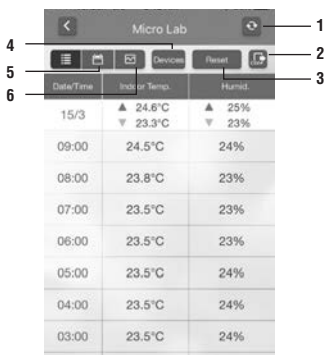 Micro Lab
1
4
Devices
Reset
2
5
3
6
Date/Time Indoor Temp. Humid.
15/3 ▲ 24.6°C ▲ 25%
▼ 23.3°C ▼ 23%
09:00 24.5°C 24%
08:00 23.8°C 23%
07:00 23.5°C 23%
06:00 23.5°C 23%
05:00 23.5°C 24%
04:00 23.5°C 24%
03:00 23.5°C 24%